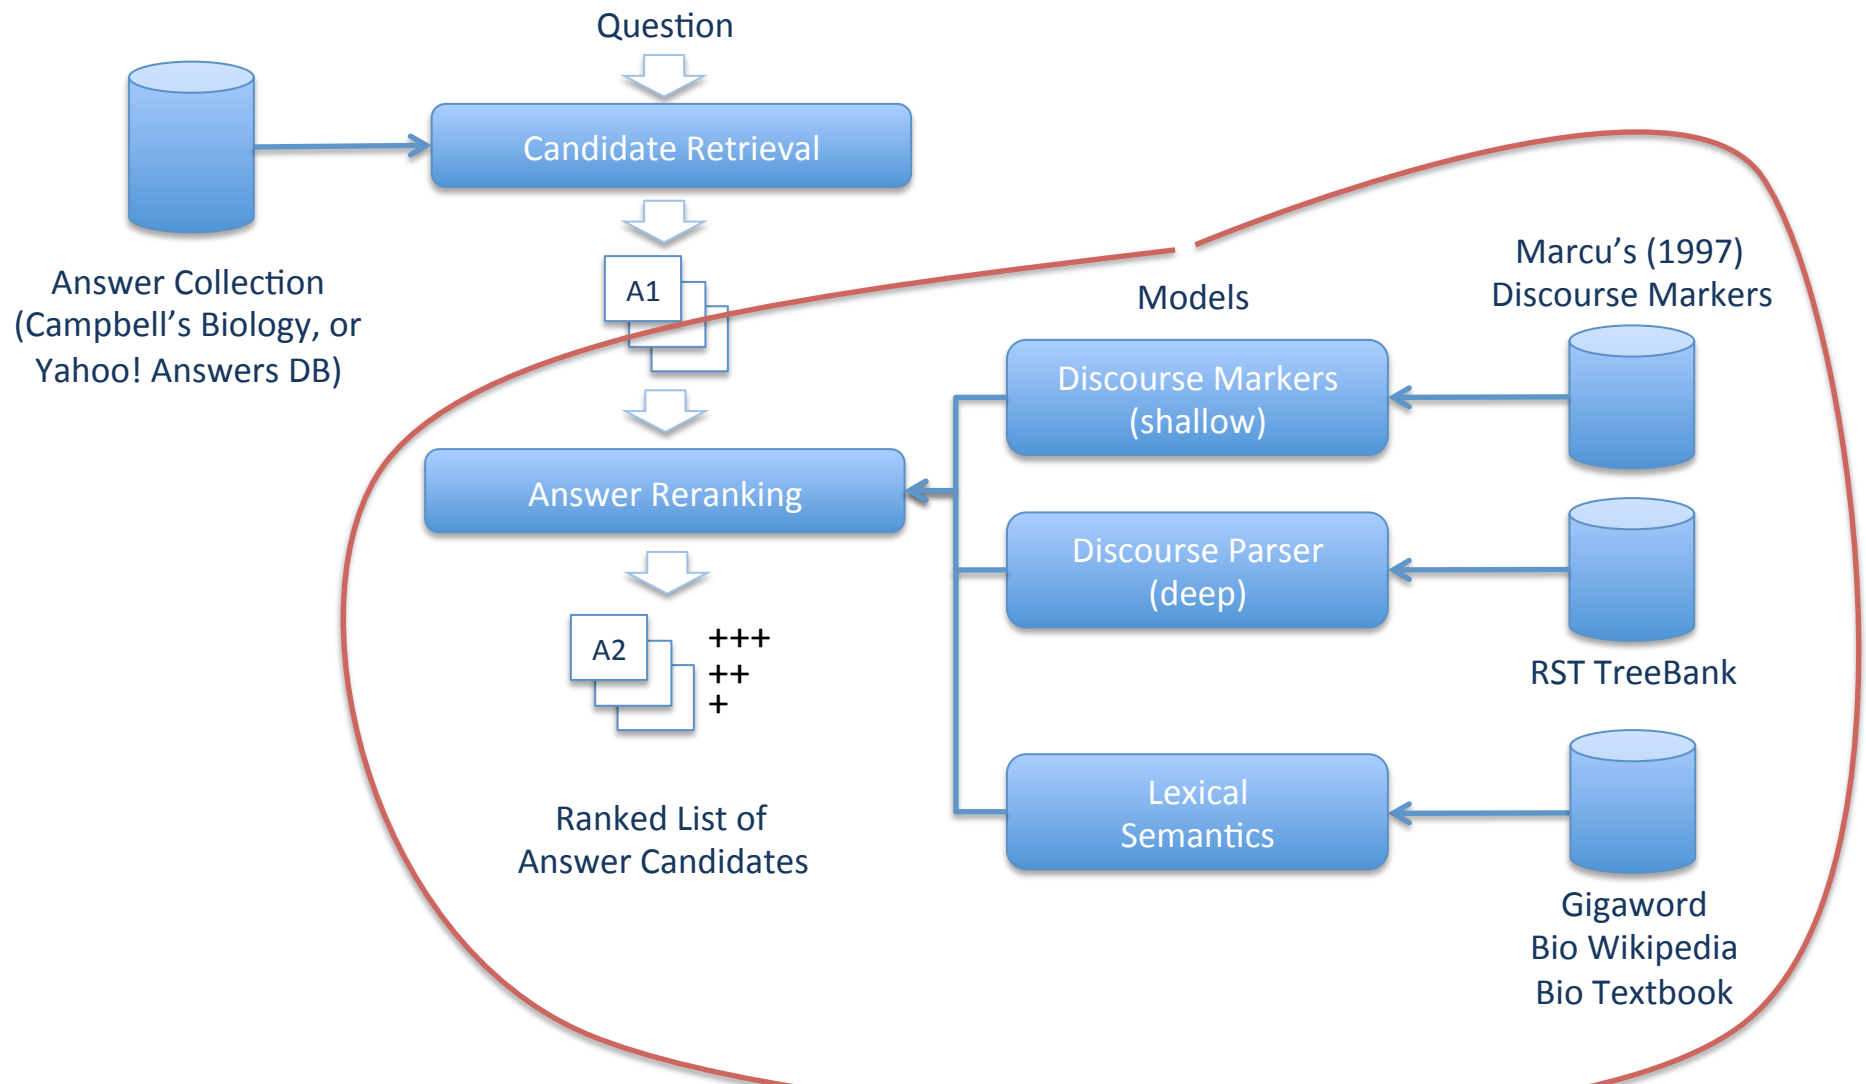 Question
Candidate Retrieval
Answer Collection
(Campbell's Biology, or
Yahoo! Answers DB)
A1
Models
Marcu's (1997)
Discourse Markers
Discourse Markers
(shallow)
Answer Reranking
Discourse Parser
(deep)
A2
+++
++
+
RST TreeBank
Ranked List of
Answer Candidates
Lexical
Semantics
Gigaword
Bio Wikipedia
Bio Textbook